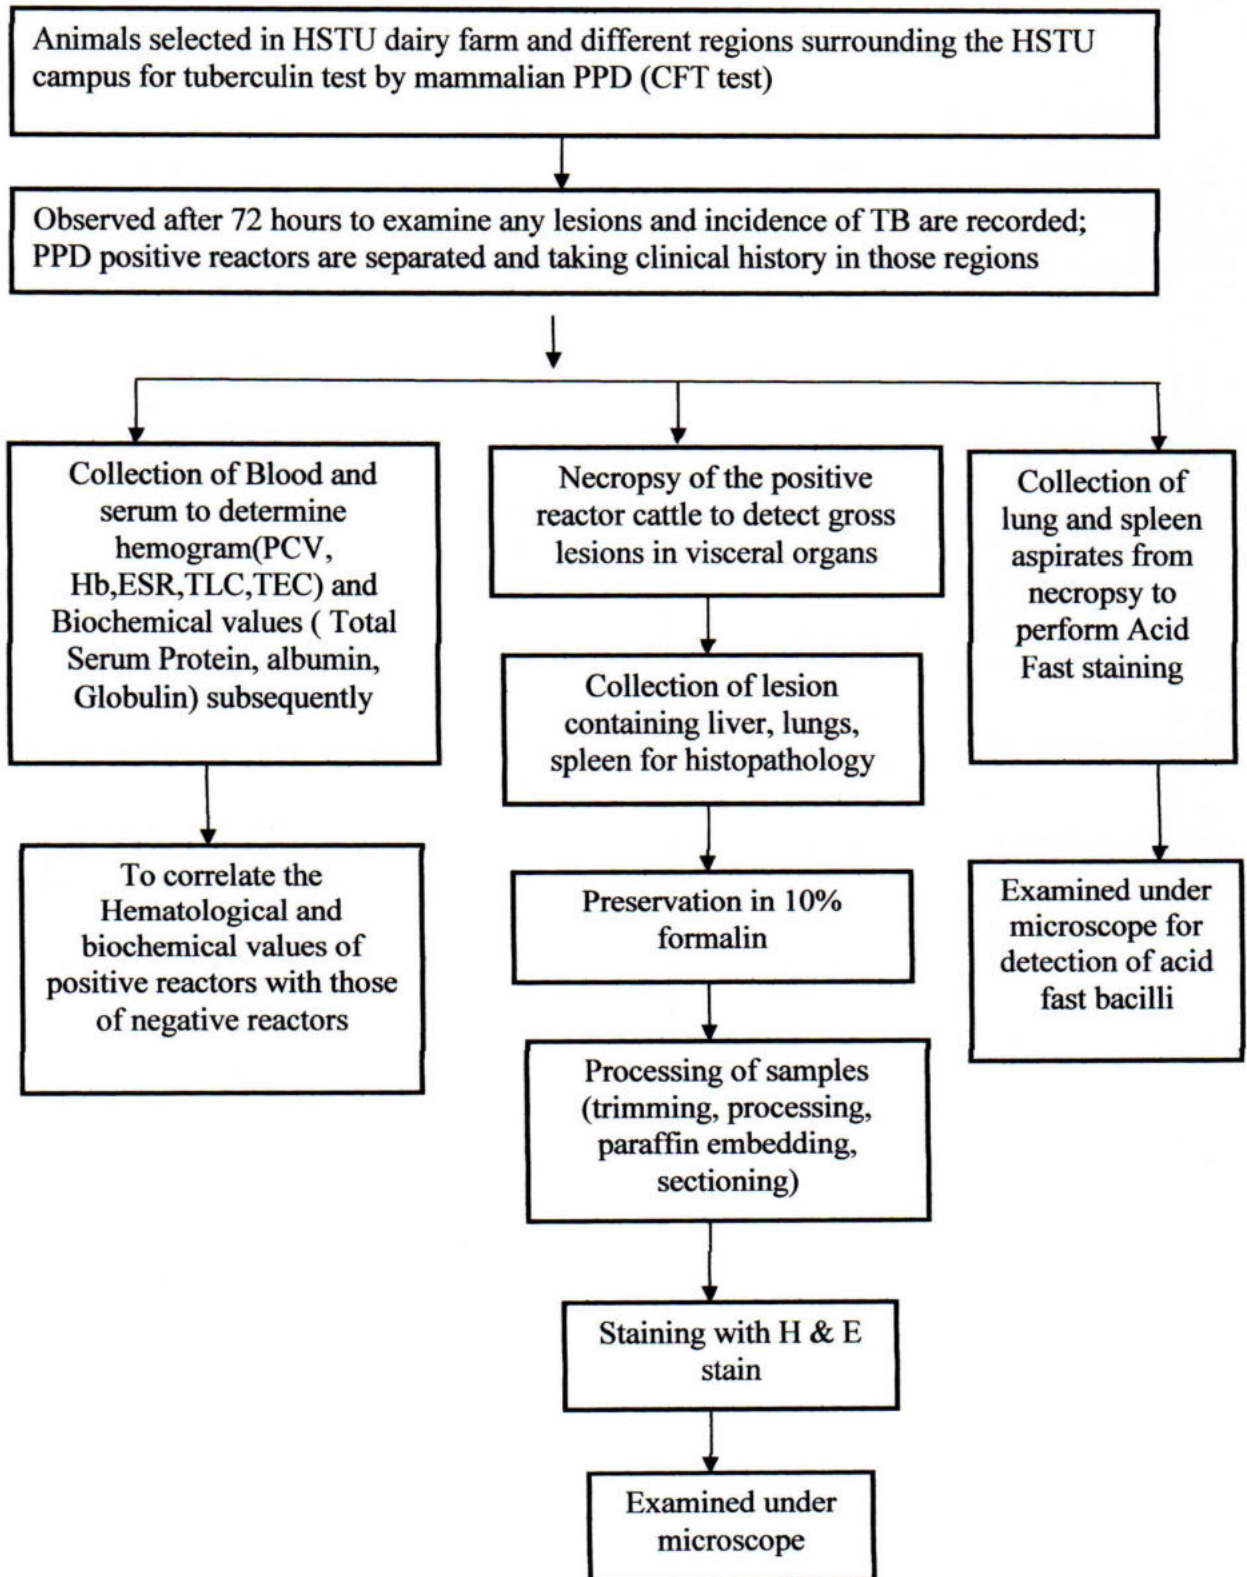 Animals selected in HSTU dairy farm and different regions surrounding the HSTU
campus for tuberculin test by mammalian PPD (CFT test)
Observed after 72 hours to examine any lesions and incidence of TB are recorded;
PPD positive reactors are separated and taking clinical history in those regions
Collection of Blood and
serum to determine
hemogram(PCV,
Hb,ESR,TLC,TEC) and
Biochemical values ( Total
Serum Protein, albumin,
Globulin) subsequently
To correlate the
Hematological and
biochemical values of
positive reactors with those
of negative reactors
Necropsy of the positive
reactor cattle to detect gross
lesions in visceral organs
Collection of lesion
containing liver, lungs,
spleen for histopathology
Preservation in 10%
formalin
Processing of samples
(trimming, processing,
paraffin embedding,
sectioning)
Staining with H & E
stain
Examined under
microscope
Collection of
lung and spleen
aspirates from
necropsy to
perform Acid
Fast staining
Examined under
microscope for
detection of acid
fast bacilli